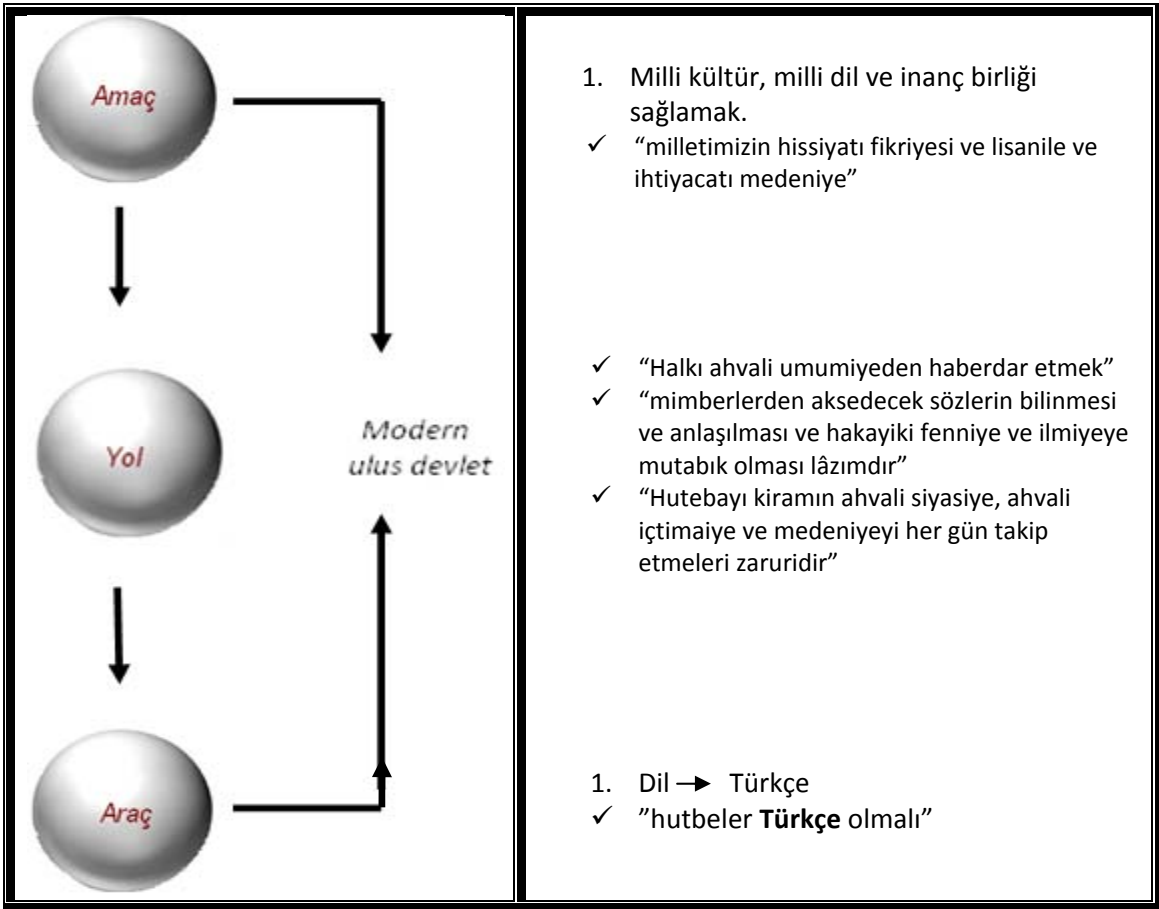 Amaç
Yol
Modern
ulus devlet
Araç
1. Milli kültür, milli dil ve inanç birliği
sağlamak.
✓ “milletimizin hissiyatı fikriyesi ve lisanile ve
ihtiyacatı medeniye”
✓ “Halkı ahvali umumiyeden haberdar etmek”
✓ “mimberlerden aksedecek sözlerin bilinmesi
ve anlaşılması ve hakayiki fenniye ve ilmiyeye
mutabık olması lâzımdır”
✓ “Hutebayı kiramın ahvali siyasiye, ahvali
içtimaiye ve medeniyeyi her gün takip
etmeleri zaruridir”
1. Dil → Türkçe
✓ ”hutbeler Türkçe olmalı”